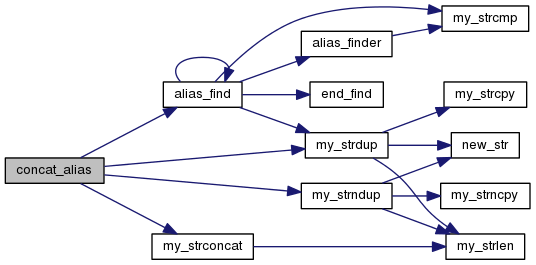 my_strcmp
alias_finder
alias_find
end_find
my_strcpy
my_strdup
new_str
concat_alias
my_strndup
my_strncpy
my_strconcat
my_strlen